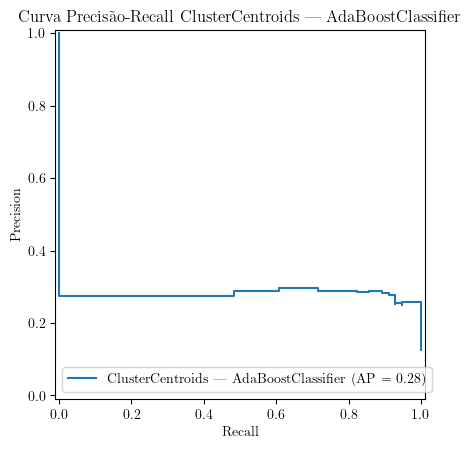 Curva Precisão-Recall ClusterCentroids — AdaBoostClassifier
1.0
0.8
0.6
0.4
0.2
0.0
Precision
ClusterCentroids — AdaBoostClassifier (AP = 0.28)
0.0 0.2 0.4 0.6 0.8 1.0
Recall